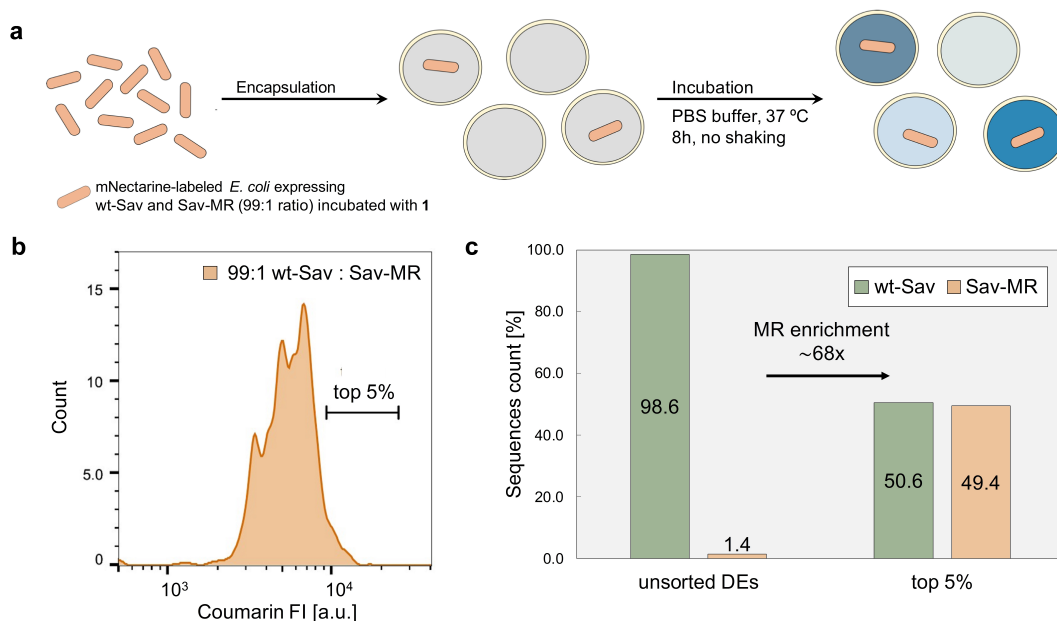 a
Encapsulation
Incubation
PBS buffer, 37 ºC
8h, no shaking
mNectarine-labeled E. coli expressing
wt-Sav and Sav-MR (99:1 ratio) incubated with 1
b
99:1 wt-Sav : Sav-MR
15
10
5.0
0
top 5%
Count
10³
10⁴
Coumarin FI [a.u.]
c
100.0
80.0
60.0
40.0
20.0
0.0
Sequences count [%]
wt-Sav
Sav-MR
MR enrichment
~68x
98.6
1.4
50.6
49.4
unsorted DEs
top 5%